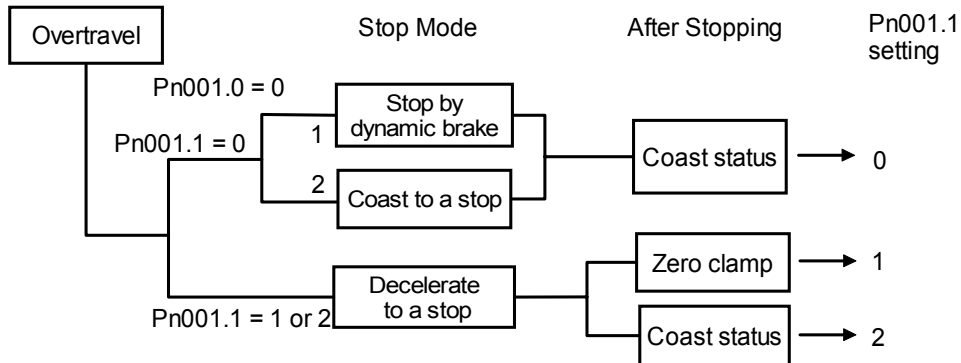 Overtravel
Stop Mode
After Stopping
Pn001.1
setting
Pn001.0 = 0
Stop by
dynamic brake
1
Pn001.1 = 0
Coast status
0
2
Coast to a stop
Zero clamp
1
Decelerate
to a stop
Pn001.1 = 1 or 2
Coast status
2